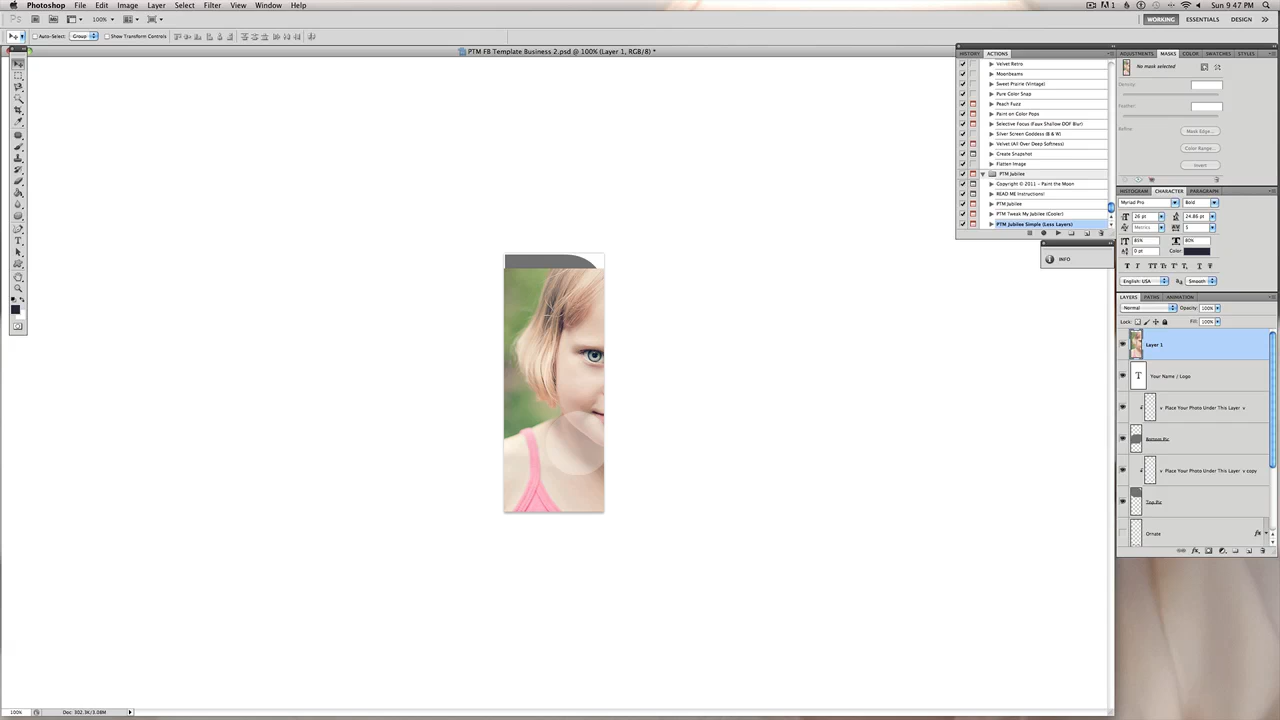 Photoshop File Edit Image Layer Select Filter View Window Help
1 Sun 9:47 PM
100% WORKING ESSENTIALS DESIGN
Auto-Select: Group Show Transform Controls
PTM FB Template Business 2.psd @ 100% (Layer 1, RGB/8) *
HISTORY ACTIONS
Velvet Retro
Moonbeams
Sweet Prairie (Vintage)
Pure Color Snap
Peach Fuzz
Paint on Color Pops
Selective Focus (Faux Shallow DOF Blur)
Silver Screen Goddess (B & W)
Velvet (All Over Deep Softness)
Create Snapshot
Flatten Image
PTM Jubilee
Copyright © 2011 - Paint the Moon
README Instructions!
PTM Jubilee
PTM Tweak My Jubilee (Cooler)
PTM Jubilee Simple (Less Layers)
INFO
ADJUSTMENTS MASKS COLOR SWATCHES STYLES
No mask selected
Density:
Feather:
Refine:
Mask Edge...
Color Range...
Invert
HISTOGRAM CHARACTER PARAGRAPH
Myriad Pro Bold
26 pt 24.86 pt
Metrics 5
85% 80%
0 pt Color:
English: USA Smooth
LAYERS PATHS ANIMATION
Normal Opacity: 100%
Lock: Fill: 100%
Layer 1
T Your Name / Logo
v Place Your Photo Under This Layer v
Bottom Pic
v Place Your Photo Under This Layer v copy
Top Pic
Ornate fx
100% Doc: 302.3K/3.08M